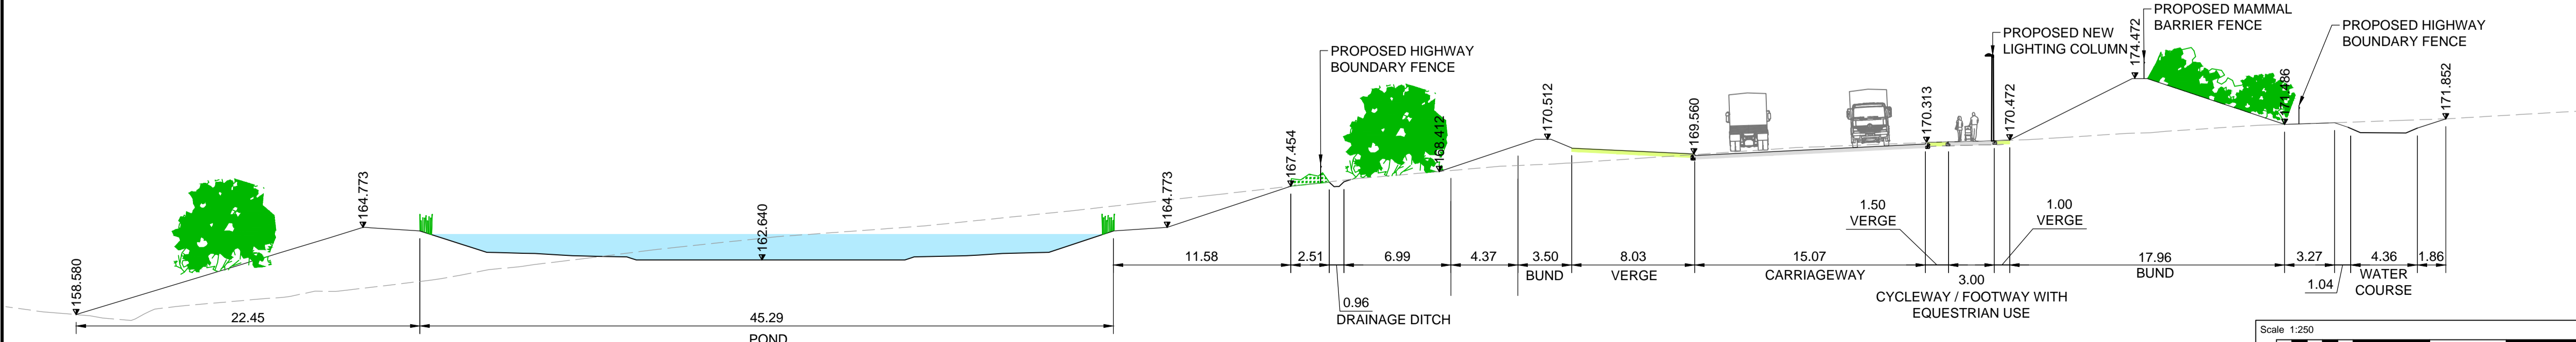 PROPOSED HIGHWAY
BOUNDARY FENCE
PROPOSED NEW
LIGHTING COLUMN
PROPOSED MAMMAL
BARRIER FENCE
PROPOSED HIGHWAY
BOUNDARY FENCE
158.580
164.773
162.640
164.773
167.454
168.412
170.512
169.560
170.313
170.472
174.472
171.486
171.852
22.45
45.29
POND
11.58
2.51
0.96
DRAINAGE DITCH
6.99
4.37
3.50
BUND
8.03
VERGE
15.07
CARRIAGEWAY
1.50
VERGE
3.00
CYCLEWAY / FOOTWAY WITH
EQUESTRIAN USE
1.00
VERGE
17.96
BUND
3.27
1.04
4.36
WATER
COURSE
1.86
Scale 1:250